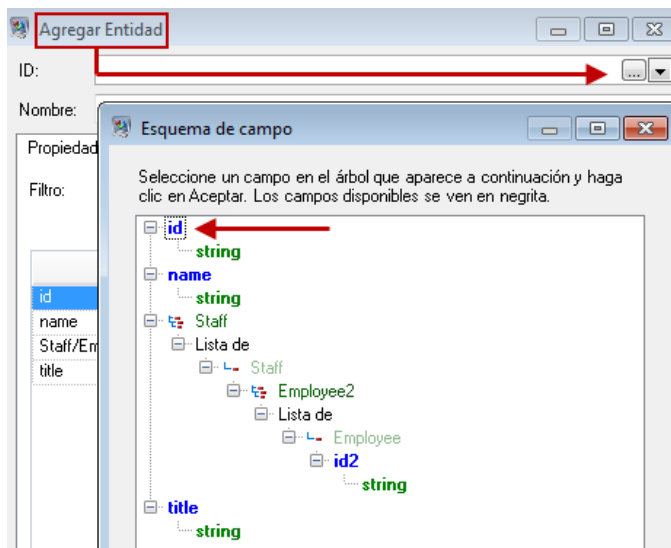 Agregar Entidad
ID:
...
Nombre:
Esquema de campo
Propiedad
Seleccione un campo en el árbol que aparece a continuación y haga
clic en Aceptar. Los campos disponibles se ven en negrita.
Filtro:
id
string
name
string
Staff
Lista de
Staff
Employee2
Lista de
Employee
id2
string
title
string
id
name
Staff/Em
title